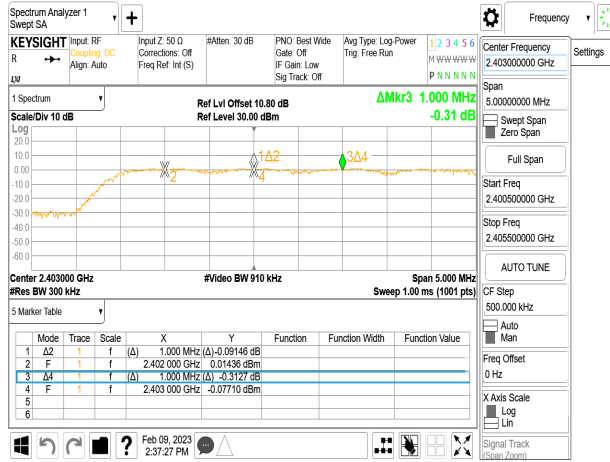 Spectrum Analyzer 1
Swept SA
Frequency
KEYSIGHT Input: RF Input Z: 50 Ω #Atten: 30 dB PNO: Best Wide Avg Type: Log-Power 1 2 3 4 5 6
R Coupling: DC Corrections: Off Gate: Off Trig: Free Run M W W W W W
Align: Auto Freq Ref: Int (S) IF Gain: Low
Sig Track: Off P N N N N N
LXI
1 Spectrum Ref Lvl Offset 10.80 dB ΔMkr3 1.000 MHz
Scale/Div 10 dB Ref Level 30.00 dBm -0.31 dB
Log
20.0
10.0
0.00
-10.0
-20.0
-30.0
-40.0
-50.0
-60.0
1Δ2
2
3Δ4
4
Center 2.403000 GHz #Video BW 910 kHz Span 5.000 MHz
#Res BW 300 kHz Sweep 1.00 ms (1001 pts)
5 Marker Table
Mode Trace Scale X Y Function Function Width Function Value
1 Δ2 1 f (Δ) 1.000 MHz (Δ) -0.09146 dB
2 F 1 f 2.402 000 GHz 0.01436 dBm
3 Δ4 1 f (Δ) 1.000 MHz (Δ) -0.3127 dB
4 F 1 f 2.403 000 GHz -0.07710 dBm
5
6
?
Feb 09, 2023
2:37:27 PM
Settings
Center Frequency
2.403000000 GHz
Span
5.00000000 MHz
Swept Span
Zero Span
Full Span
Start Freq
2.400500000 GHz
Stop Freq
2.405500000 GHz
AUTO TUNE
CF Step
500.000 kHz
Auto
Man
Freq Offset
0 Hz
X Axis Scale
Log
Lin
Signal Track
(Span Zoom)